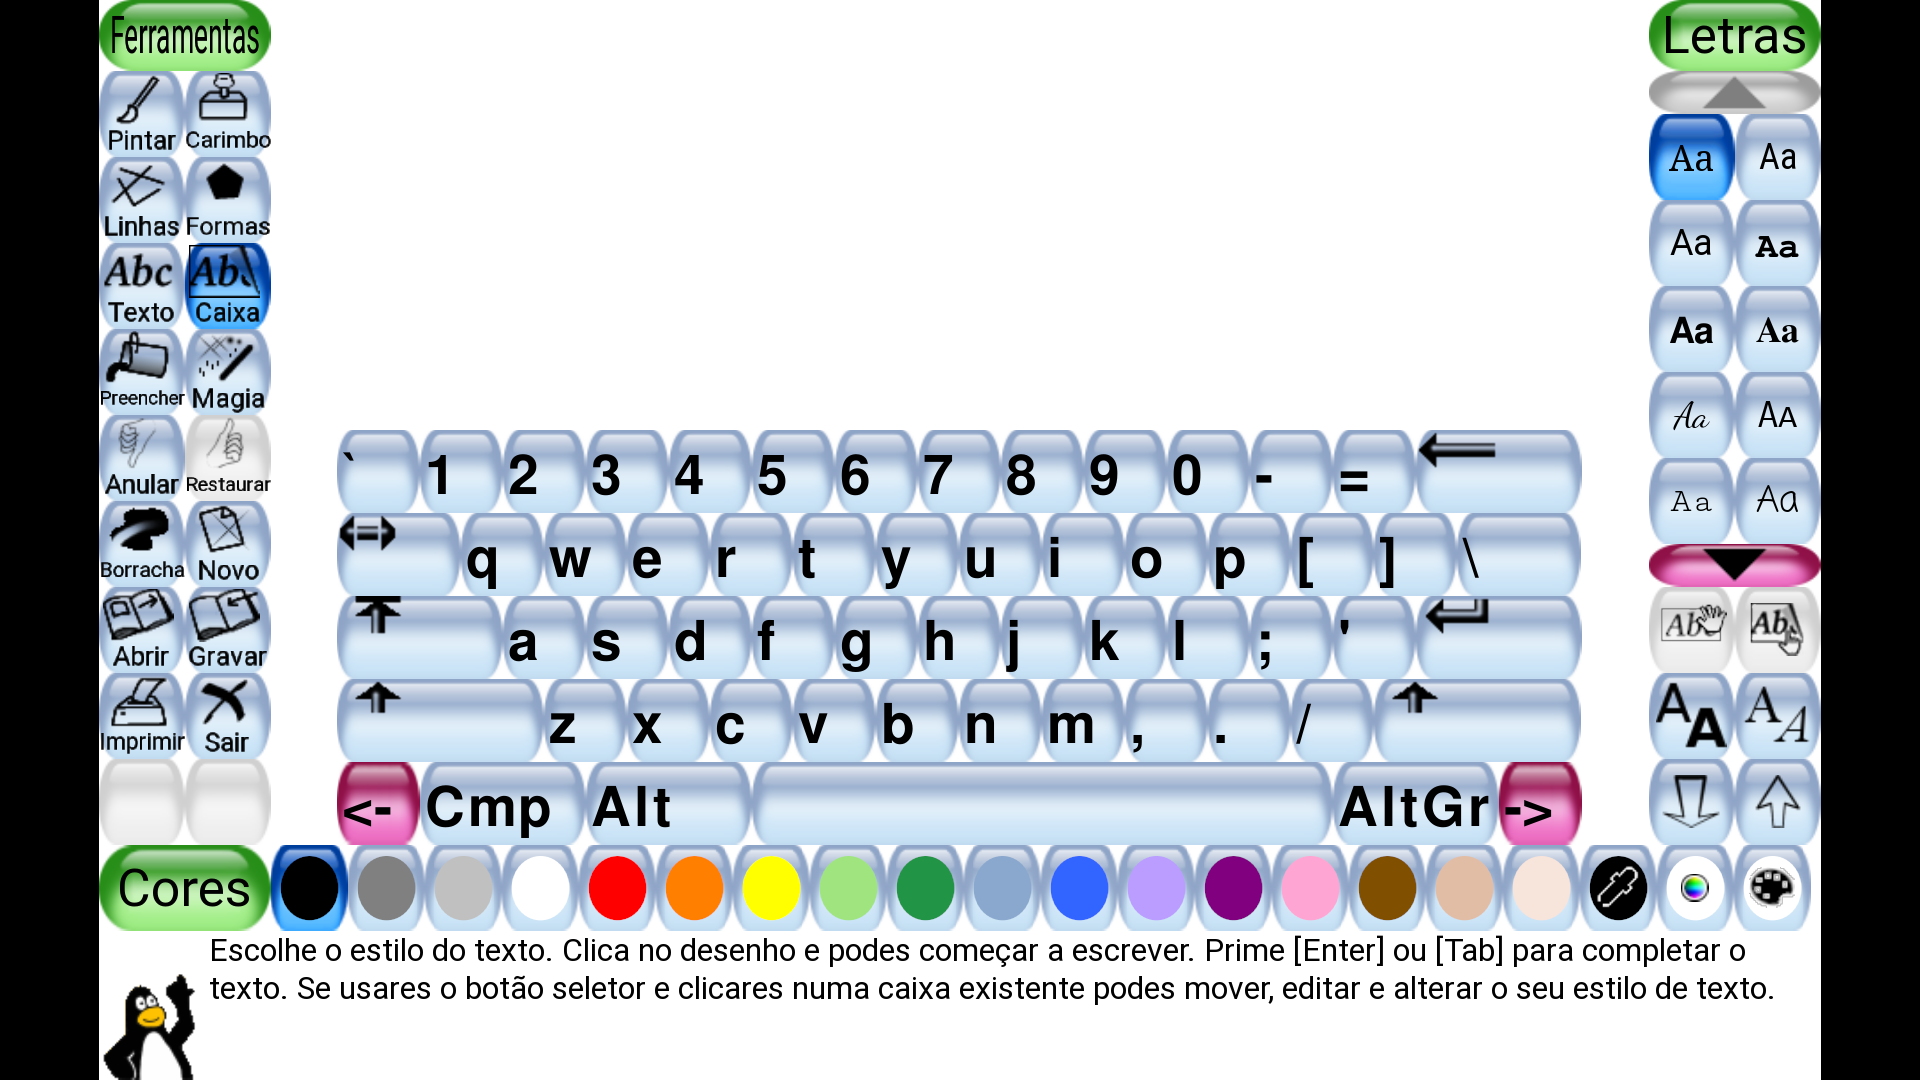 Ferramentas
Letras
Pintar Carimbo
Linhas Formas
Abc Abc
Texto Caixa
Preencher Magia
Anular Restaurar
Borracha Novo
Abrir Gravar
Imprimir Sair
Aa Aa
Aa Aa
Aa Aa
Aa AA
Aa Aa
Abc Abc
A A A A
` 1 2 3 4 5 6 7 8 9 0 - =
q w e r t y u i o p [ ] \
a s d f g h j k l ; '
z x c v b n m , . /
<- Cmp Alt AltGr ->
Cores
Escolhe o estilo do texto. Clica no desenho e podes começar a escrever. Prime [Enter] ou [Tab] para completar o
texto. Se usares o botão seletor e clicares numa caixa existente podes mover, editar e alterar o seu estilo de texto.